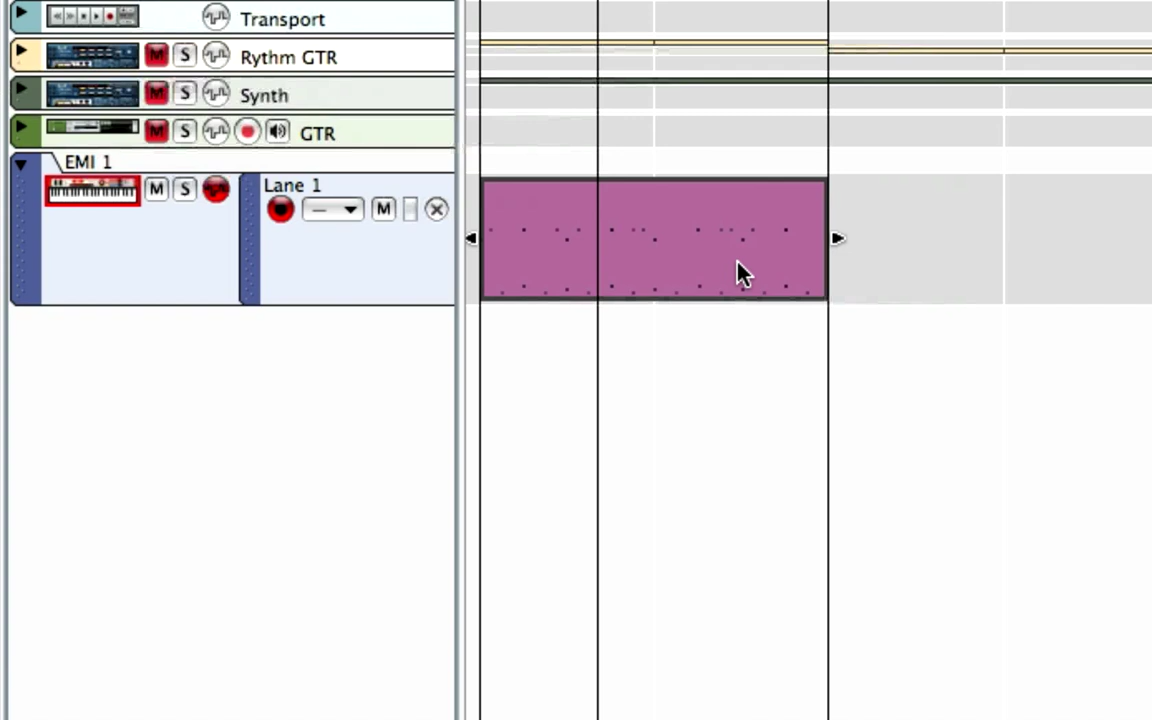 Transport
M S Rythm GTR
M S Synth
M S GTR
EMI 1
M S Lane 1
— M